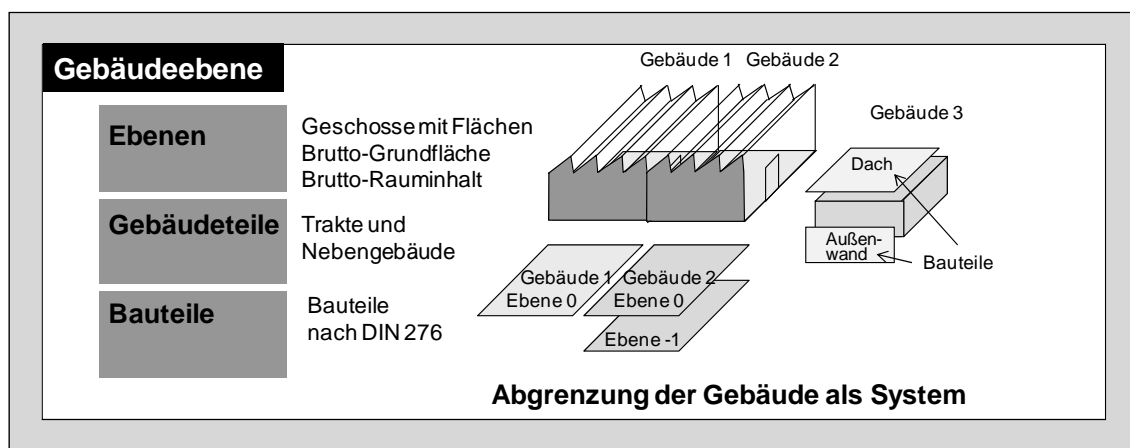 Gebäudeebene
Ebenen
Geschosse mit Flächen
Brutto-Grundfläche
Brutto-Rauminhalt
Gebäudeteile
Trakte und
Nebengebäude
Bauteile
Bauteile
nach DIN 276
Gebäude 1 Gebäude 2
Gebäude 3
Dach
Außen-
wand
Bauteile
Gebäude 1
Ebene 0
Gebäude 2
Ebene 0
Ebene -1
Abgrenzung der Gebäude als System